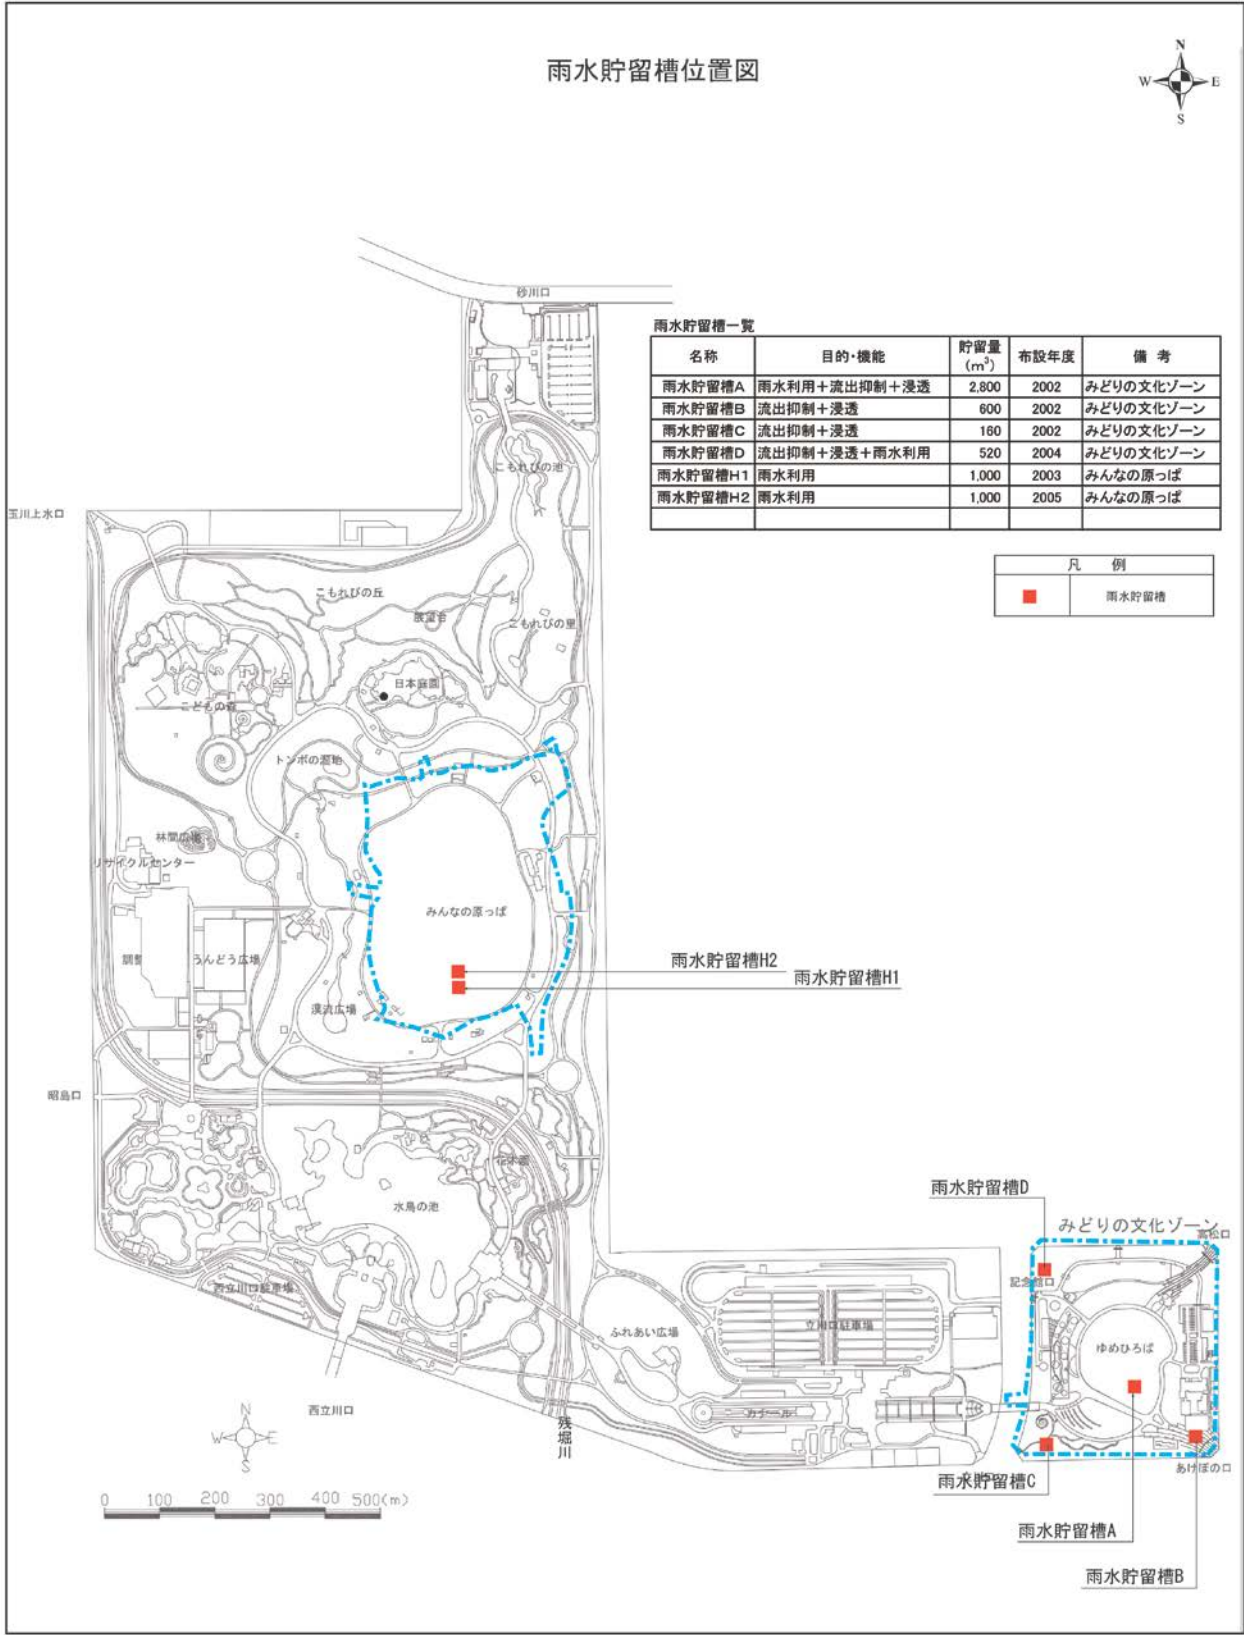 雨水貯留槽位置図
N
W E
S
砂川口
雨水貯留槽一覧
名称 目的・機能 貯留量(m³) 布設年度 備 考
雨水貯留槽A 雨水利用+流出抑制+浸透 2,800 2002 みどりの文化ゾーン
雨水貯留槽B 流出抑制+浸透 600 2002 みどりの文化ゾーン
雨水貯留槽C 流出抑制+浸透 160 2002 みどりの文化ゾーン
雨水貯留槽D 流出抑制+浸透+雨水利用 520 2004 みどりの文化ゾーン
雨水貯留槽H1 雨水利用 1,000 2003 みんなの原っぱ
雨水貯留槽H2 雨水利用 1,000 2005 みんなの原っぱ
凡 例
雨水貯留槽
こもれびの池
玉川上水口
こもれびの丘
展望台
こもれびの里
日本庭園
こどもの森
トンボの湿地
林間広場
リサイクルセンター
みんなの原っぱ
調整
うんどう広場
雨水貯留槽H2
雨水貯留槽H1
渓流広場
昭島口
花木園
水鳥の池
雨水貯留槽D
みどりの文化ゾーン
高松口
記念館口
西立川口駐車場
ふれあい広場
立川口駐車場
ゆめひろば
西立川口
カナール
残堀川
あけぼの口
雨水貯留槽C
雨水貯留槽A
雨水貯留槽B
N
W E
S
0 100 200 300 400 500(m)